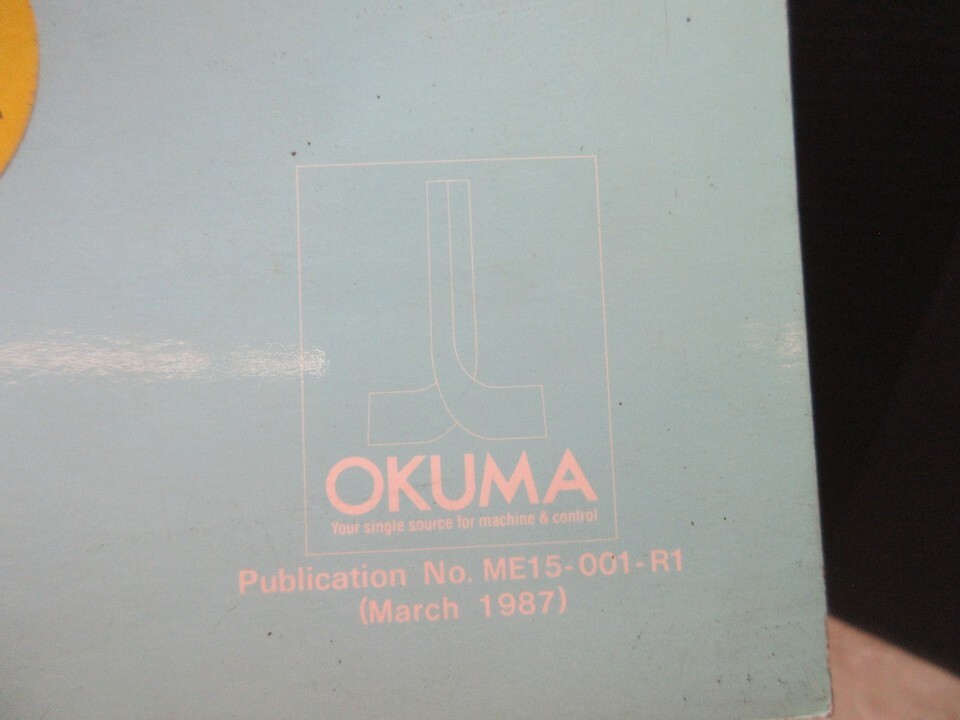 OKUMA
Your single source for machine & control
Publication No. ME15-001-R1
(March 1987)